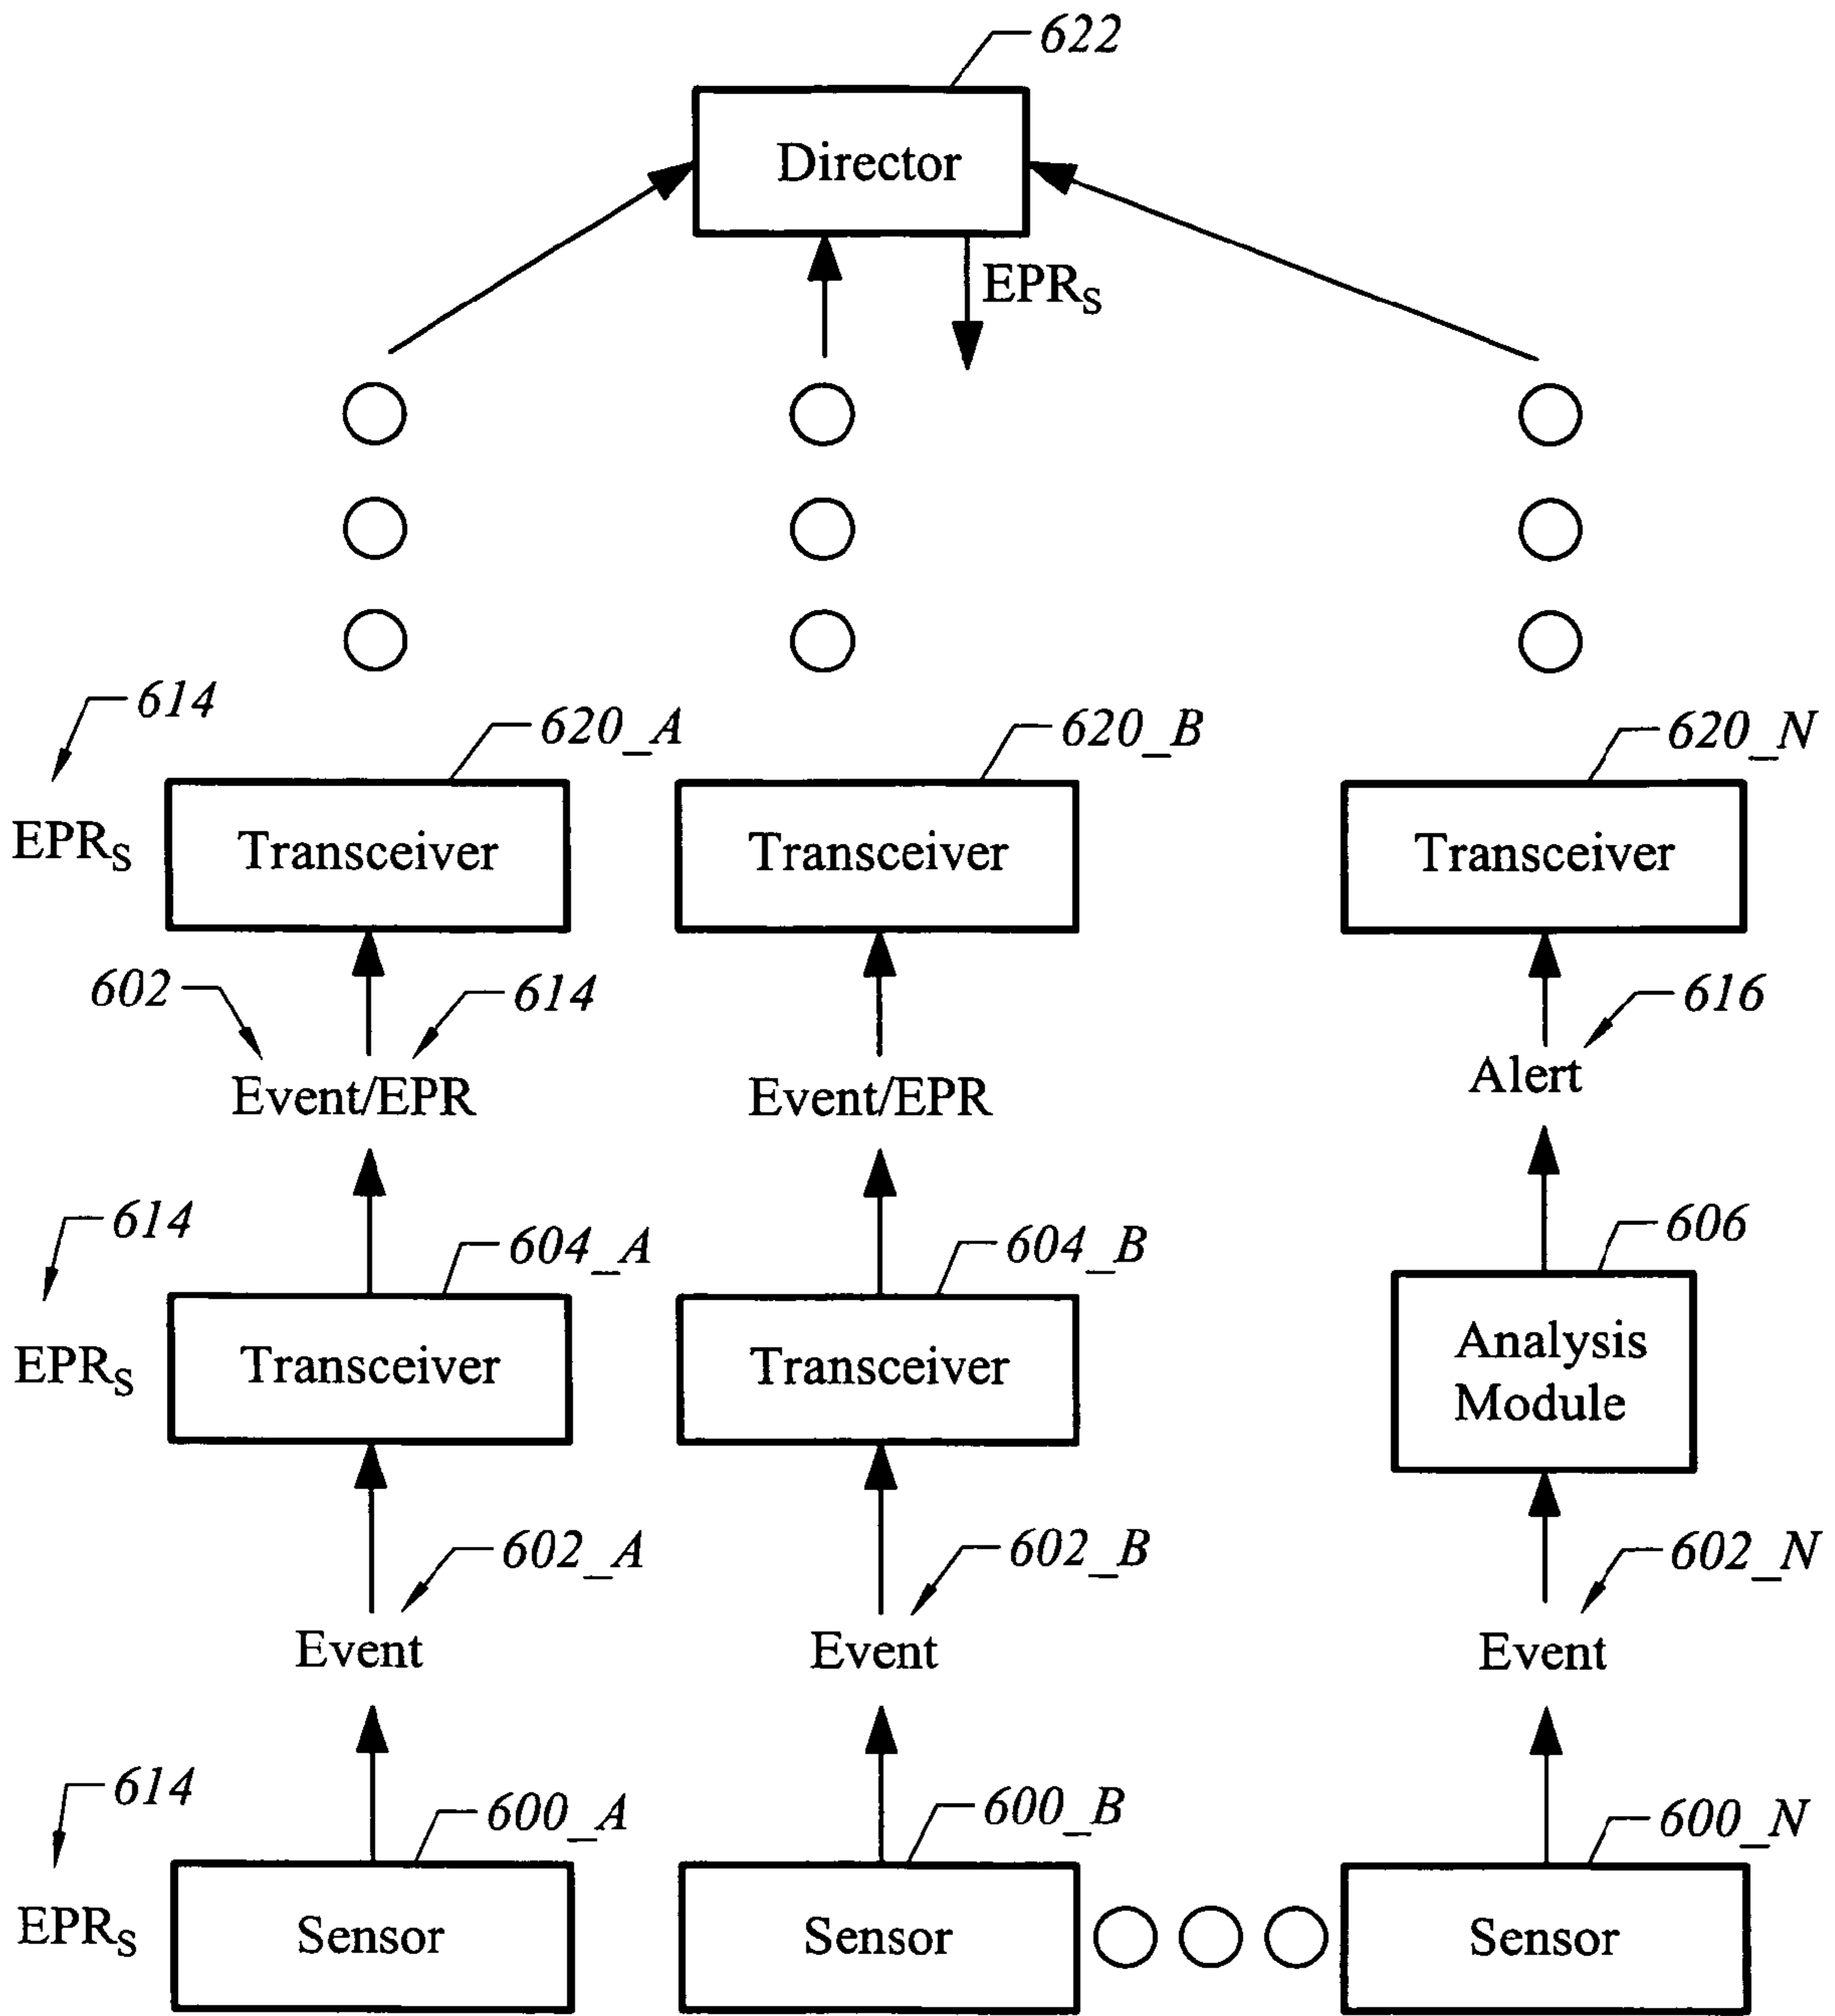 622
Director
EPRS
614
620_A
620_B
620_N
EPRS
Transceiver
Transceiver
Transceiver
602
614
616
Event/EPR
Event/EPR
Alert
614
604_A
604_B
606
EPRS
Transceiver
Transceiver
Analysis
Module
602_A
602_B
602_N
Event
Event
Event
614
600_A
600_B
600_N
EPRS
Sensor
Sensor
Sensor